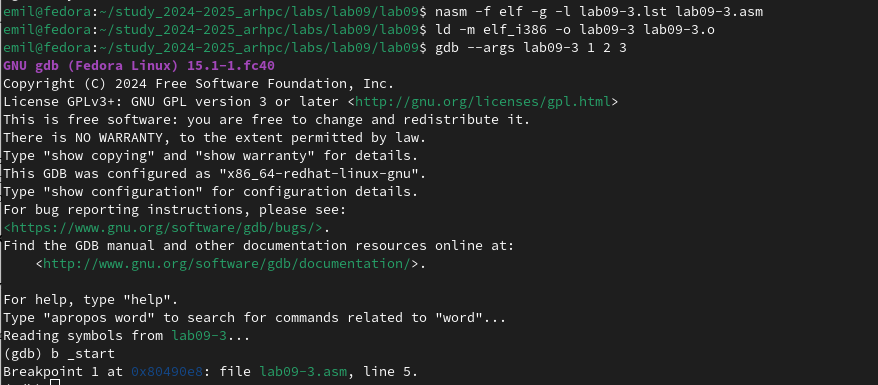 emil@fedora:~/study_2024-2025_arhpc/labs/lab09/lab09$ nasm -f elf -g -l lab09-3.lst lab09-3.asm
emil@fedora:~/study_2024-2025_arhpc/labs/lab09/lab09$ ld -m elf_i386 -o lab09-3 lab09-3.o
emil@fedora:~/study_2024-2025_arhpc/labs/lab09/lab09$ gdb --args lab09-3 1 2 3
GNU gdb (Fedora Linux) 15.1-1.fc40
Copyright (C) 2024 Free Software Foundation, Inc.
License GPLv3+: GNU GPL version 3 or later <http://gnu.org/licenses/gpl.html>
This is free software: you are free to change and redistribute it.
There is NO WARRANTY, to the extent permitted by law.
Type "show copying" and "show warranty" for details.
This GDB was configured as "x86_64-redhat-linux-gnu".
Type "show configuration" for configuration details.
For bug reporting instructions, please see:
<https://www.gnu.org/software/gdb/bugs/>.
Find the GDB manual and other documentation resources online at:
    <http://www.gnu.org/software/gdb/documentation/>.

For help, type "help".
Type "apropos word" to search for commands related to "word"...
Reading symbols from lab09-3...
(gdb) b _start
Breakpoint 1 at 0x80490e8: file lab09-3.asm, line 5.